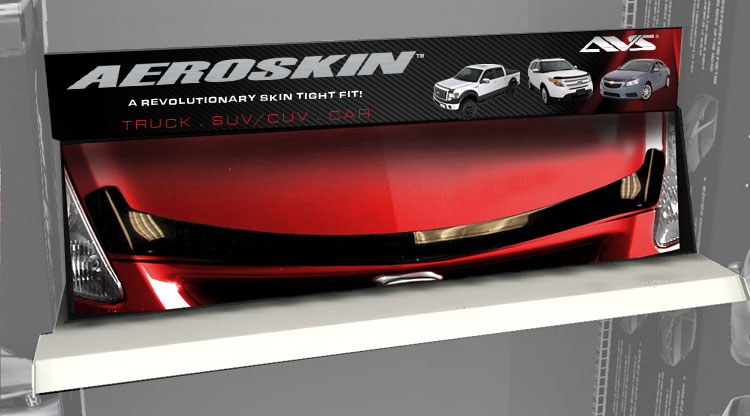 AEROSKIN™
AVS®
A REVOLUTIONARY SKIN TIGHT FIT!
TRUCK . SUV/CUV . CAR